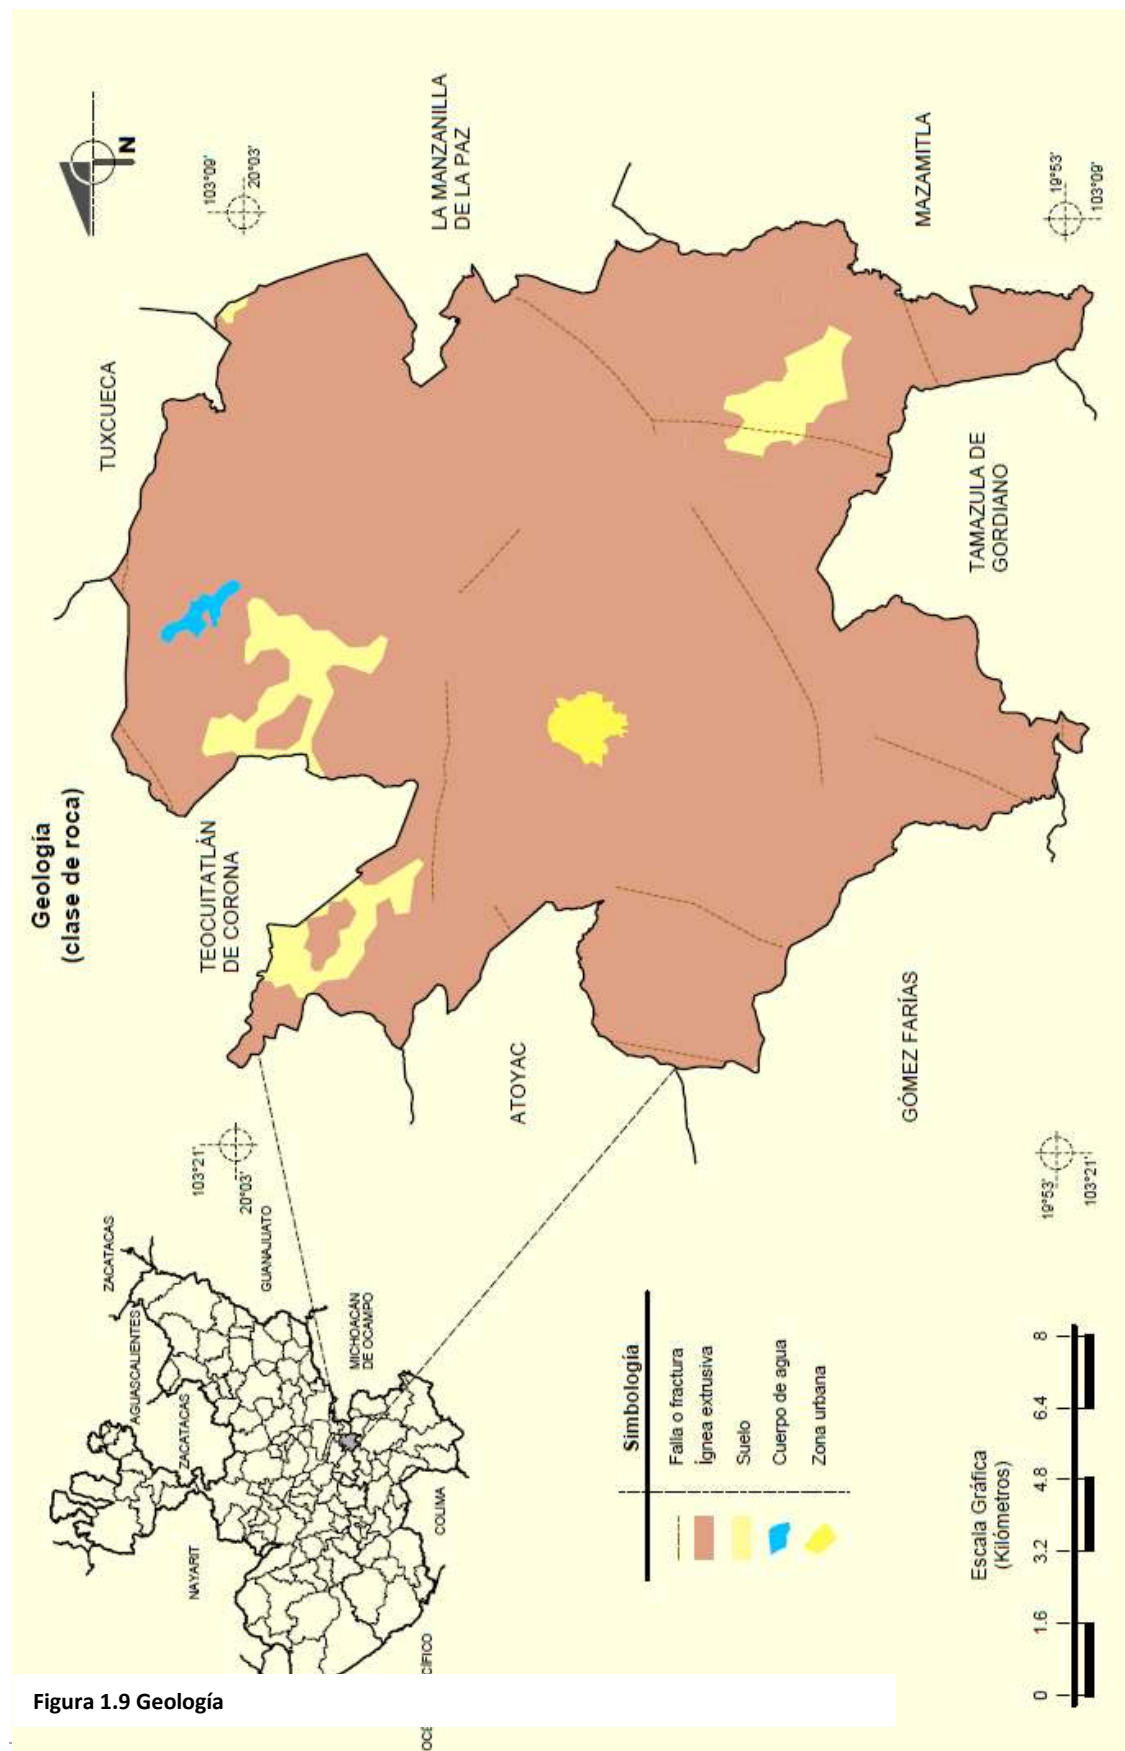 Geología
(clase de roca)
N
103°09'
20°03'
LA MANZANILLA
DE LA PAZ
TUXCUECA
MAZAMITLA
19°53'
103°09'
TEOCUITATLÁN
DE CORONA
TAMAZULA DE
GORDIANO
ATOYAC
GÓMEZ FARÍAS
103°21'
20°03'
19°53'
103°21'
ZACATECAS
AGUASCALIENTES
ZACATECAS
GUANAJUATO
MICHOACÁN
DE OCAMPO
NAYARIT
COLIMA
OCÉ
CÍFICO
Simbología
Falla o fractura
Ígnea extrusiva
Suelo
Cuerpo de agua
Zona urbana
Escala Gráfica
(Kilómetros)
0 1.6 3.2 4.8 6.4 8
Figura 1.9 Geología